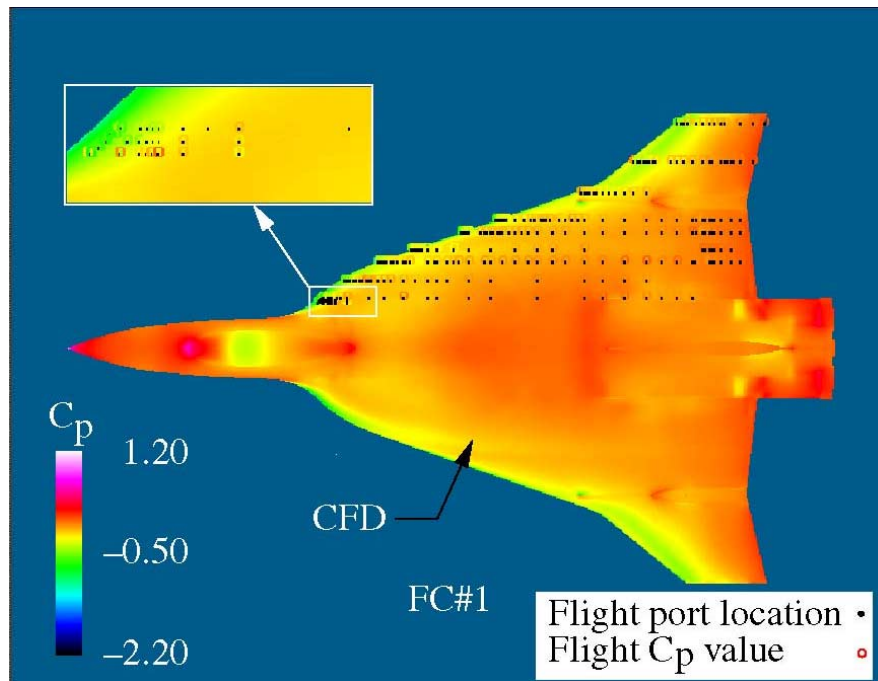 Cp
1.20
–0.50
–2.20
CFD
FC#1
Flight port location
Flight Cp value